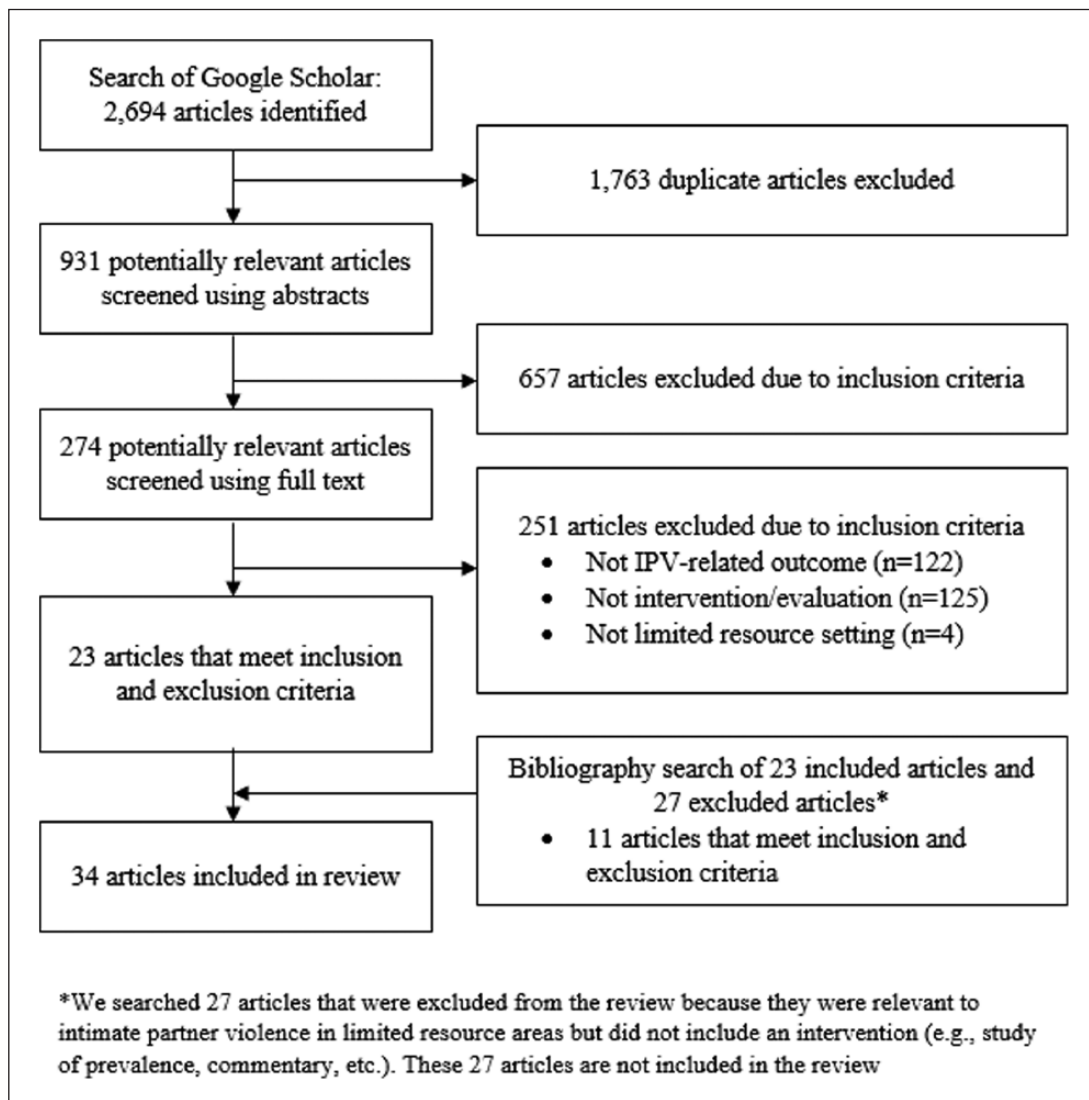 Search of Google Scholar:
2,694 articles identified
1,763 duplicate articles excluded
931 potentially relevant articles
screened using abstracts
657 articles excluded due to inclusion criteria
274 potentially relevant articles
screened using full text
251 articles excluded due to inclusion criteria
• Not IPV-related outcome (n=122)
• Not intervention/evaluation (n=125)
• Not limited resource setting (n=4)
23 articles that meet inclusion
and exclusion criteria
Bibliography search of 23 included articles and
27 excluded articles*
• 11 articles that meet inclusion and
exclusion criteria
34 articles included in review
*We searched 27 articles that were excluded from the review because they were relevant to
intimate partner violence in limited resource areas but did not include an intervention (e.g., study
of prevalence, commentary, etc.). These 27 articles are not included in the review